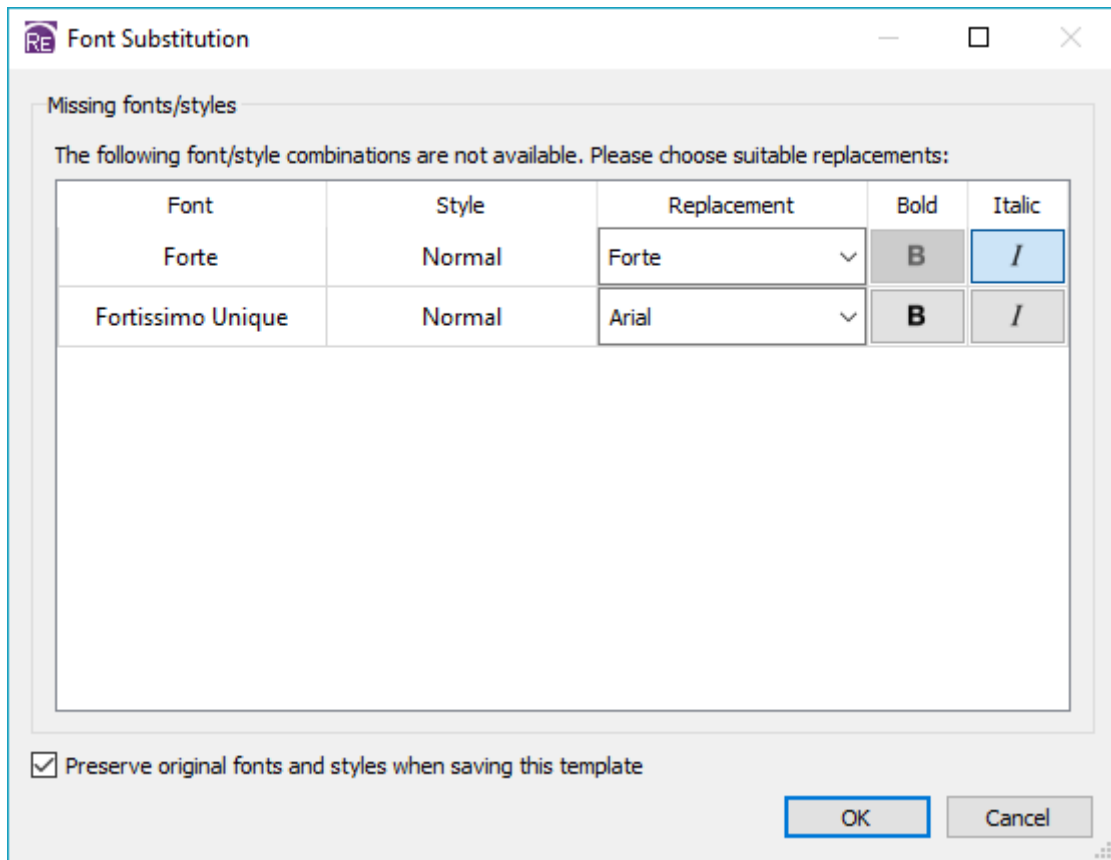 RE Font Substitution
Missing fonts/styles
The following font/style combinations are not available. Please choose suitable replacements:
Font Style Replacement Bold Italic
Forte Normal Forte B I
Fortissimo Unique Normal Arial B I
Preserve original fonts and styles when saving this template
OK Cancel